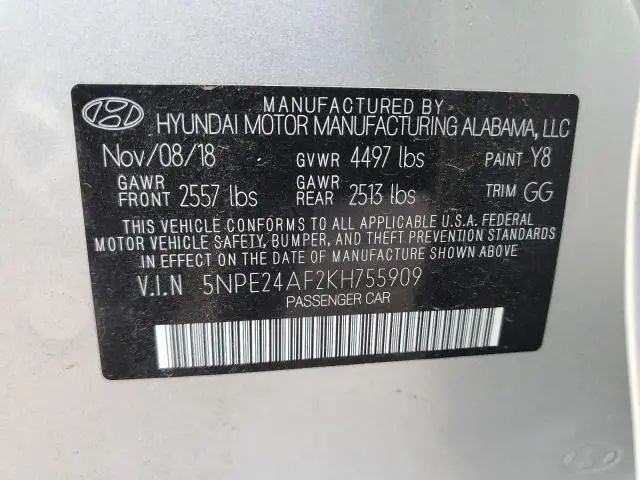 MANUFACTURED BY
HYUNDAI MOTOR MANUFACTURING ALABAMA, LLC
Nov/08/18 GVWR 4497 lbs PAINT Y8
GAWR FRONT 2557 lbs GAWR REAR 2513 lbs TRIM GG
THIS VEHICLE CONFORMS TO ALL APPLICABLE U.S.A. FEDERAL
MOTOR VEHICLE SAFETY, BUMPER, AND THEFT PREVENTION STANDARDS
IN EFFECT ON THE DATE OF MANUFACTURE SHOWN ABOVE.
V.I.N 5NPE24AF2KH755909
PASSENGER CAR